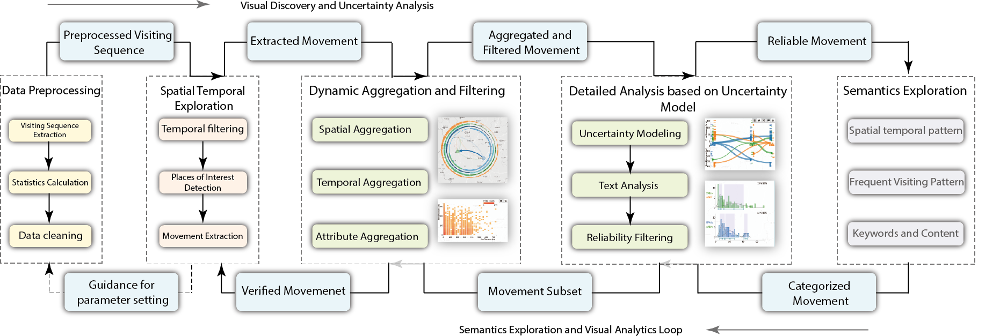 Visual Discovery and Uncertainty Analysis
Preprocessed Visiting
Sequence
Extracted Movement
Aggregated and
Filtered Movement
Reliable Movement
Data Preprocessing
Visiting Sequence
Extraction
Statistics Calculation
Data cleaning
Spatial Temporal
Exploration
Temporal filtering
Places of Interest
Detection
Movement Extraction
Dynamic Aggregation and Filtering
Spatial Aggregation
Temporal Aggregation
Attribute Aggregation
Detailed Analysis based on Uncertainty
Model
Uncertainty Modeling
Text Analysis
Reliability Filtering
Semantics Exploration
Spatial temporal pattern
Frequent Visiting Pattern
Keywords and Content
Guidance for
parameter setting
Verified Movemenet
Movement Subset
Categorized
Movement
Semantics Exploration and Visual Analytics Loop